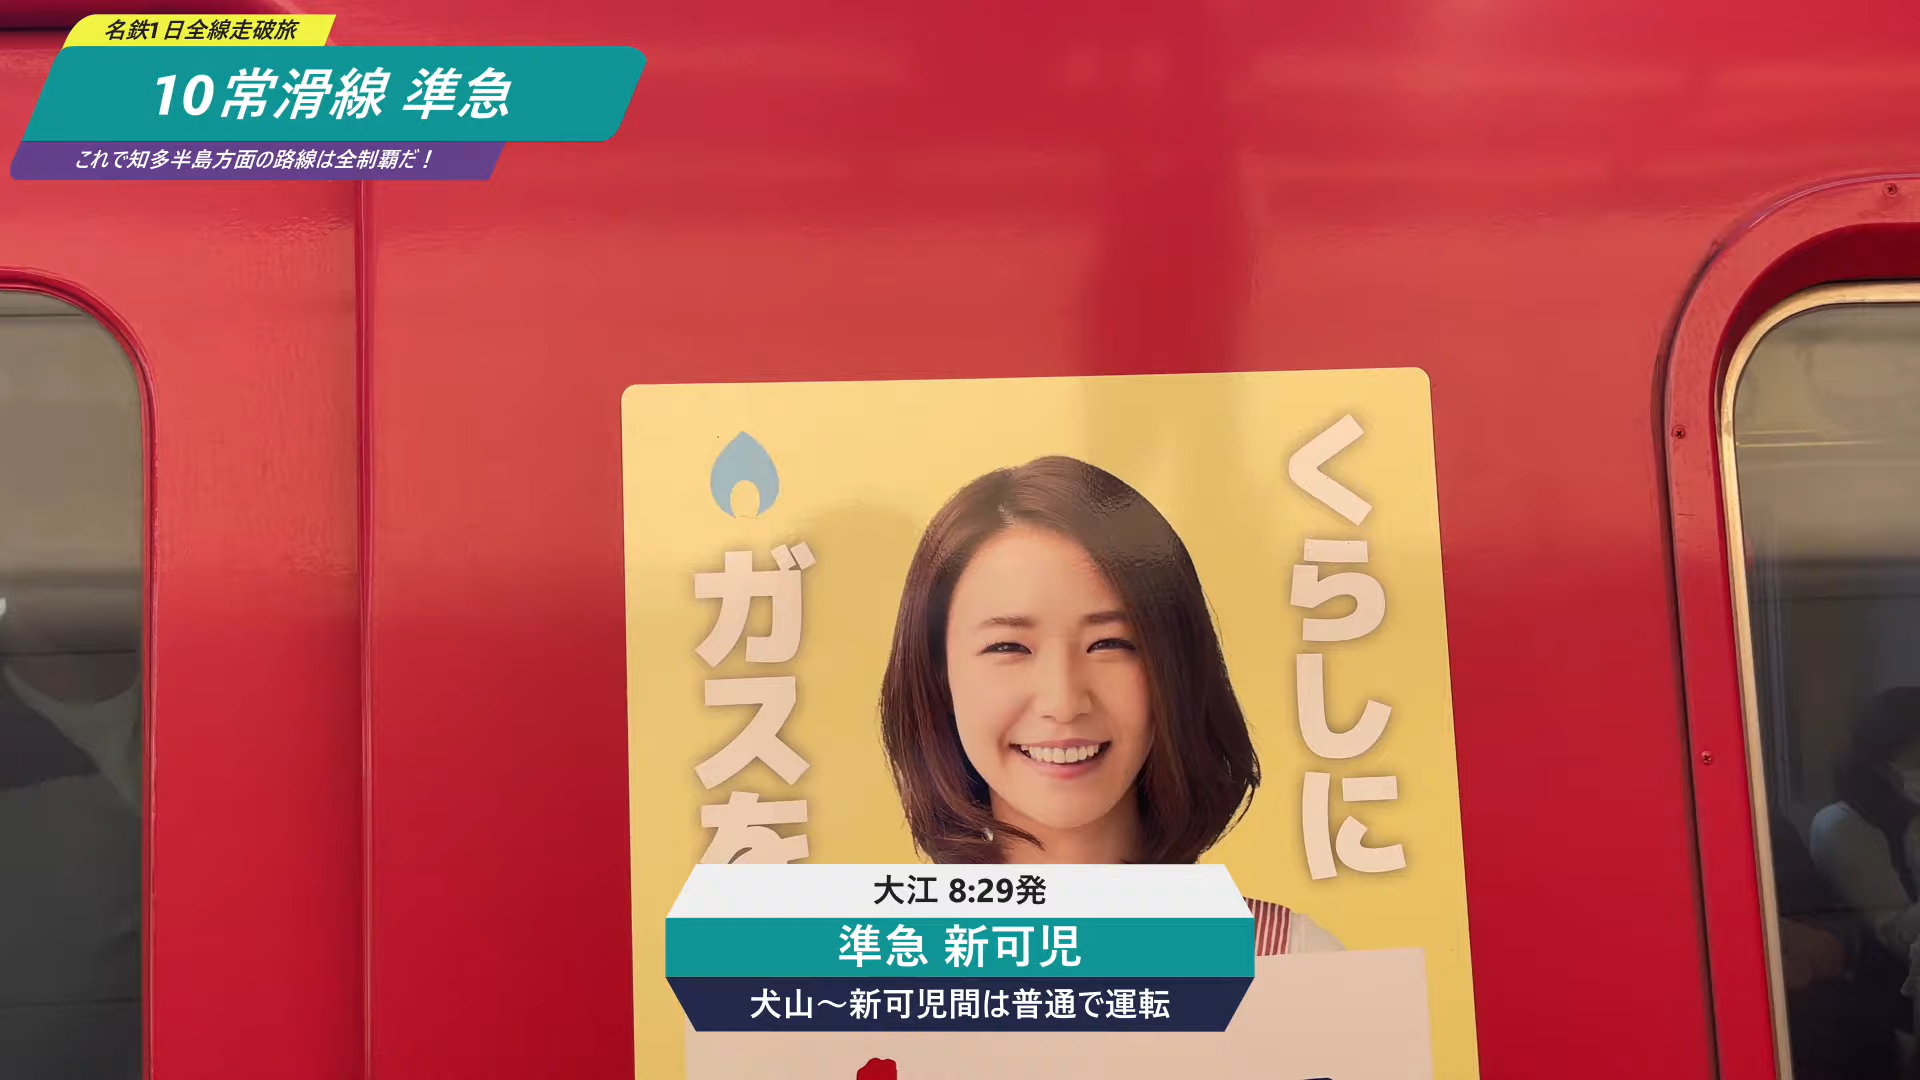 名鉄1日全線走破旅
10常滑線 準急
これで知多半島方面の路線は全制覇だ！
くらしに
ガスを
大江 8:29発
準急 新可児
犬山～新可児間は普通で運転